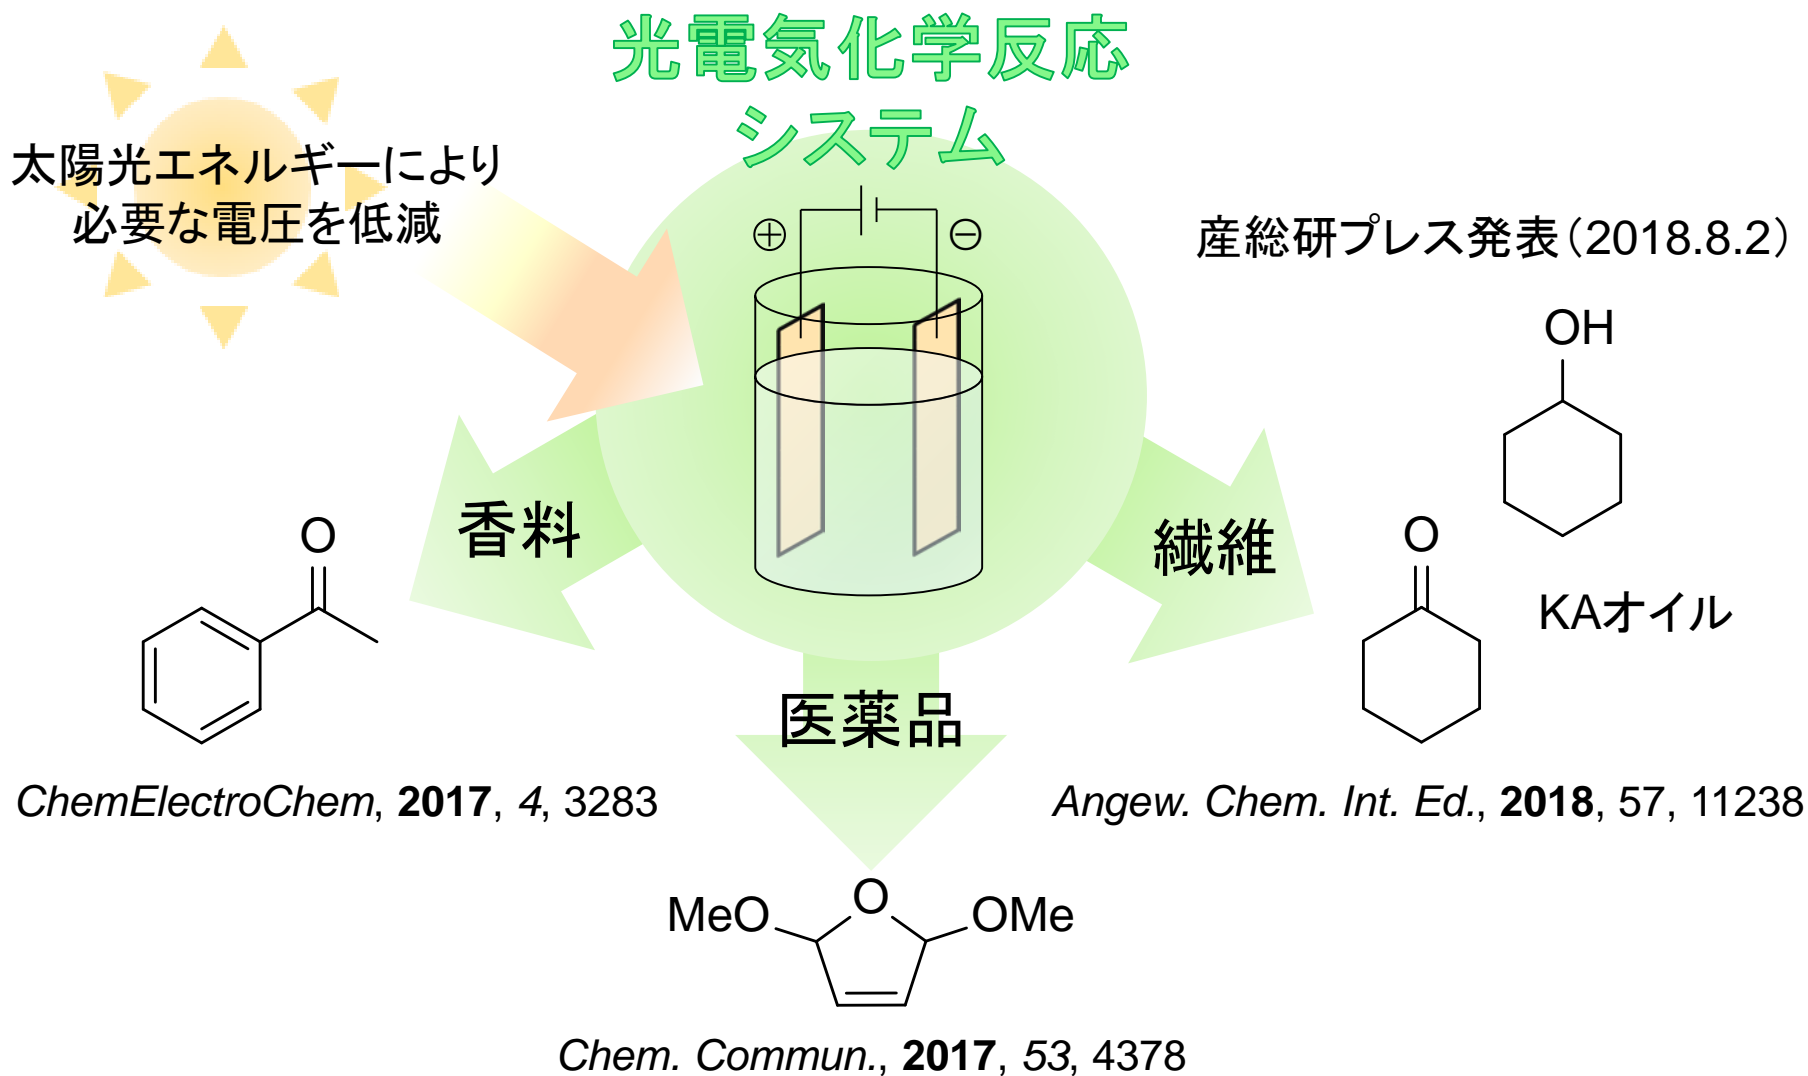 光電気化学反応
システム
太陽光エネルギーにより
必要な電圧を低減
⊕ ⊖
産総研プレス発表（2018.8.2）
OH
O
KAオイル
香料
繊維
医薬品
O
ChemElectroChem, 2017, 4, 3283
Angew. Chem. Int. Ed., 2018, 57, 11238
MeO O OMe
Chem. Commun., 2017, 53, 4378